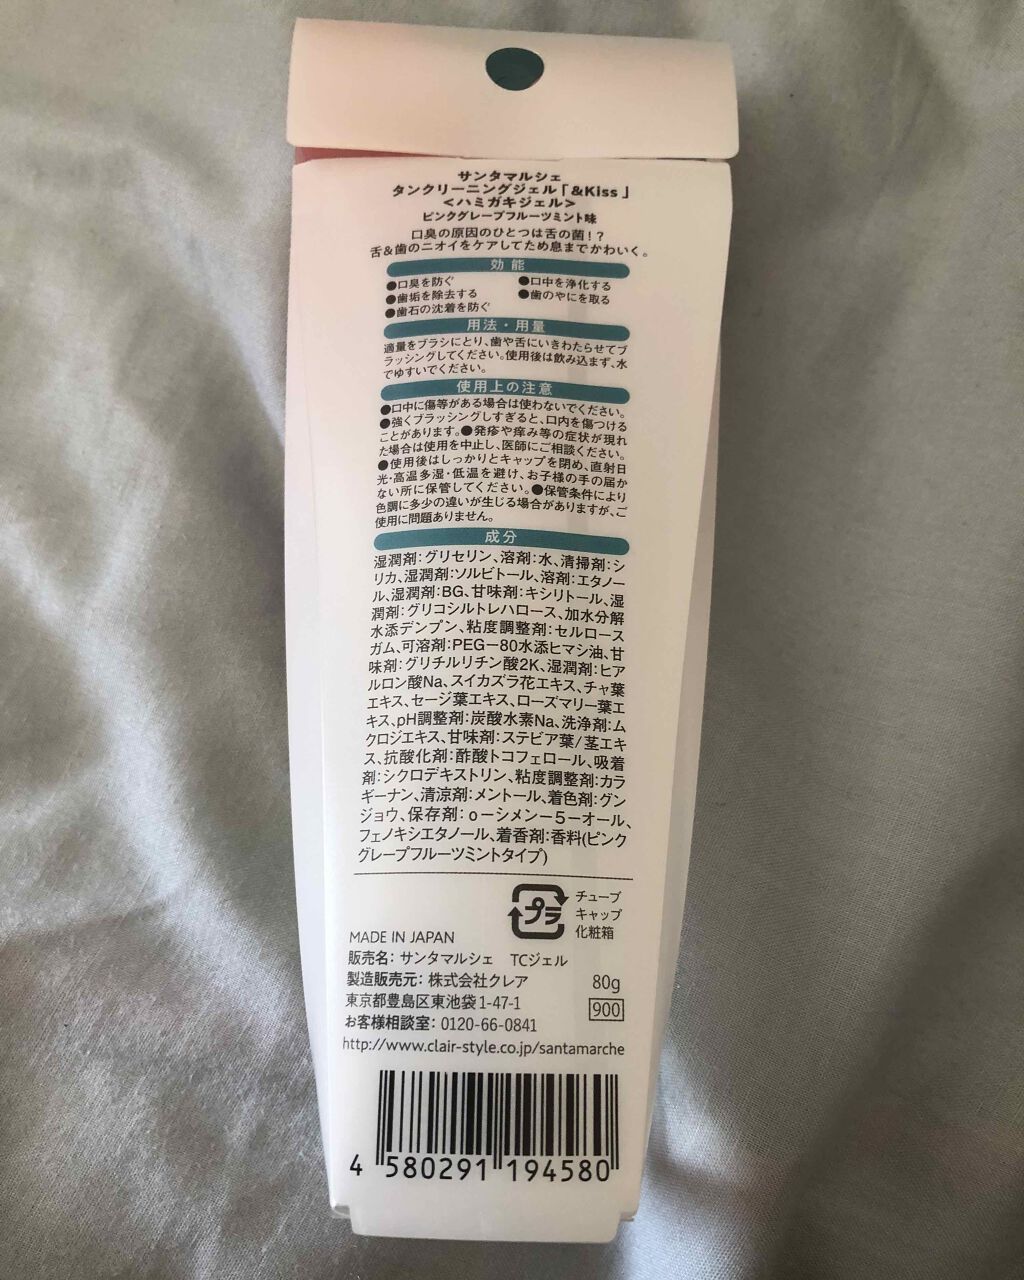 サンタマルシェ
タンクリーニングジェル「&Kiss」
＜ハミガキジェル＞
ピンクグレープフルーツミント味
口臭の原因のひとつは舌の菌！？
舌＆歯のニオイをケアしてため息までかわいく。
効能
●口臭を防ぐ ●口中を浄化する
●歯垢を除去する ●歯のやにを取る
●歯石の沈着を防ぐ
用法・用量
適量をブラシにとり、歯や舌にいきわたらせてブ
ラッシングしてください。使用後は飲み込まず、水
でゆすいでください。
使用上の注意
●口中に傷等がある場合は使わないでください。
●強くブラッシングしすぎると、口内を傷つける
ことがあります。●発疹や痒み等の症状が現れ
た場合は使用を中止し、医師にご相談ください。
●使用後はしっかりとキャップを閉め、直射日
光・高温多湿・低温を避け、お子様の手の届か
ない所に保管してください。●保管条件により
色調に多少の違いが生じる場合がありますが、ご
使用に問題ありません。
成分
湿潤剤：グリセリン、溶剤：水、清掃剤：シ
リカ、湿潤剤：ソルビトール、溶剤：エタノー
ル、湿潤剤：BG、甘味剤：キシリトール、湿
潤剤：グリコシルトレハロース、加水分解
水添デンプン、粘度調整剤：セルロース
ガム、可溶剤：PEGー80水添ヒマシ油、甘
味剤：グリチルリチン酸2K、湿潤剤：ヒア
ルロン酸Na、スイカズラ花エキス、チャ葉
エキス、セージ葉エキス、ローズマリー葉エ
キス、pH調整剤：炭酸水素Na、洗浄剤：ム
クロジエキス、甘味剤：ステビア葉/茎エキ
ス、抗酸化剤：酢酸トコフェロール、吸着
剤：シクロデキストリン、粘度調整剤：カラ
ギーナン、清涼剤：メントール、着色剤：グン
ジョウ、保存剤：oーシメンー5ーオール、
フェノキシエタノール、着香剤：香料(ピンク
グレープフルーツミントタイプ)
プラ
チューブ
キャップ
化粧箱
MADE IN JAPAN
販売名：サンタマルシェ TCジェル
製造販売元：株式会社クレア 80g
東京都豊島区東池袋1-47-1 900
お客様相談室：0120-66-0841
http://www.clair-style.co.jp/santamarche
4 580291 194580